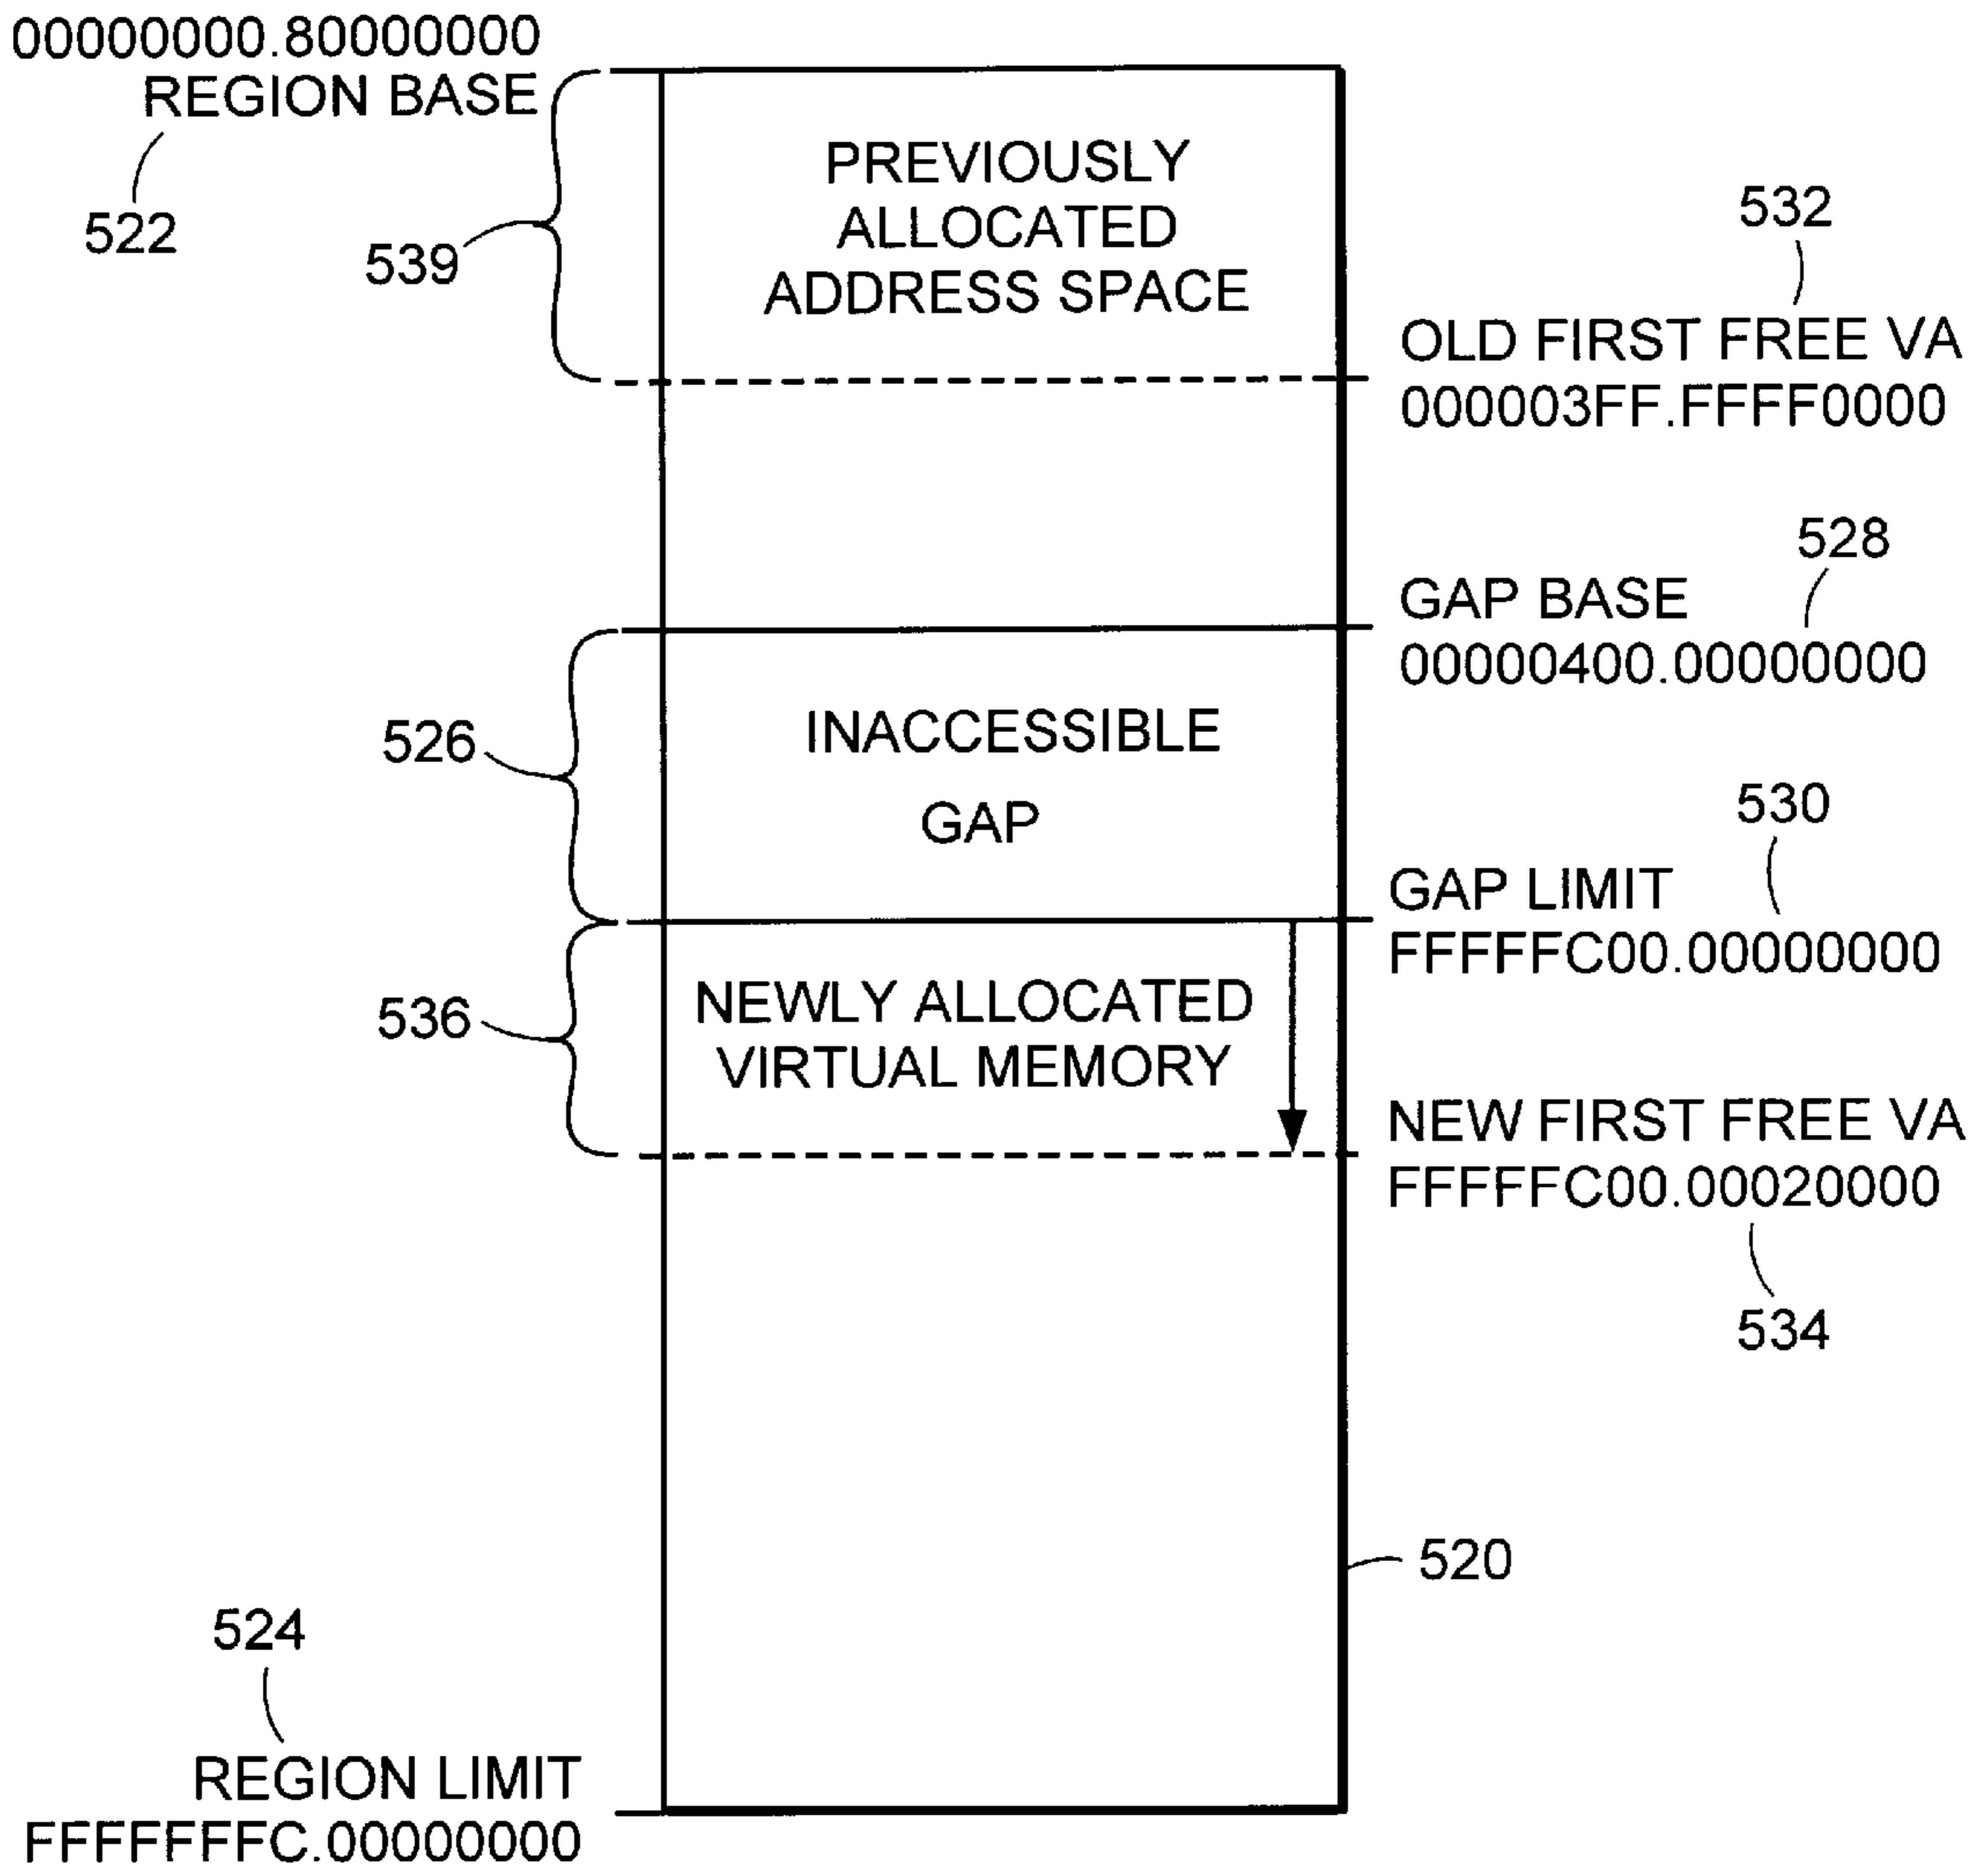 00000000.80000000
REGION BASE
522
539
PREVIOUSLY
ALLOCATED
ADDRESS SPACE
532
OLD FIRST FREE VA
000003FF.FFFF0000
528
GAP BASE
00000400.00000000
526
INACCESSIBLE
GAP
530
GAP LIMIT
FFFFFC00.00000000
536
NEWLY ALLOCATED
VIRTUAL MEMORY
NEW FIRST FREE VA
FFFFFC00.00020000
534
520
524
REGION LIMIT
FFFFFFFC.00000000